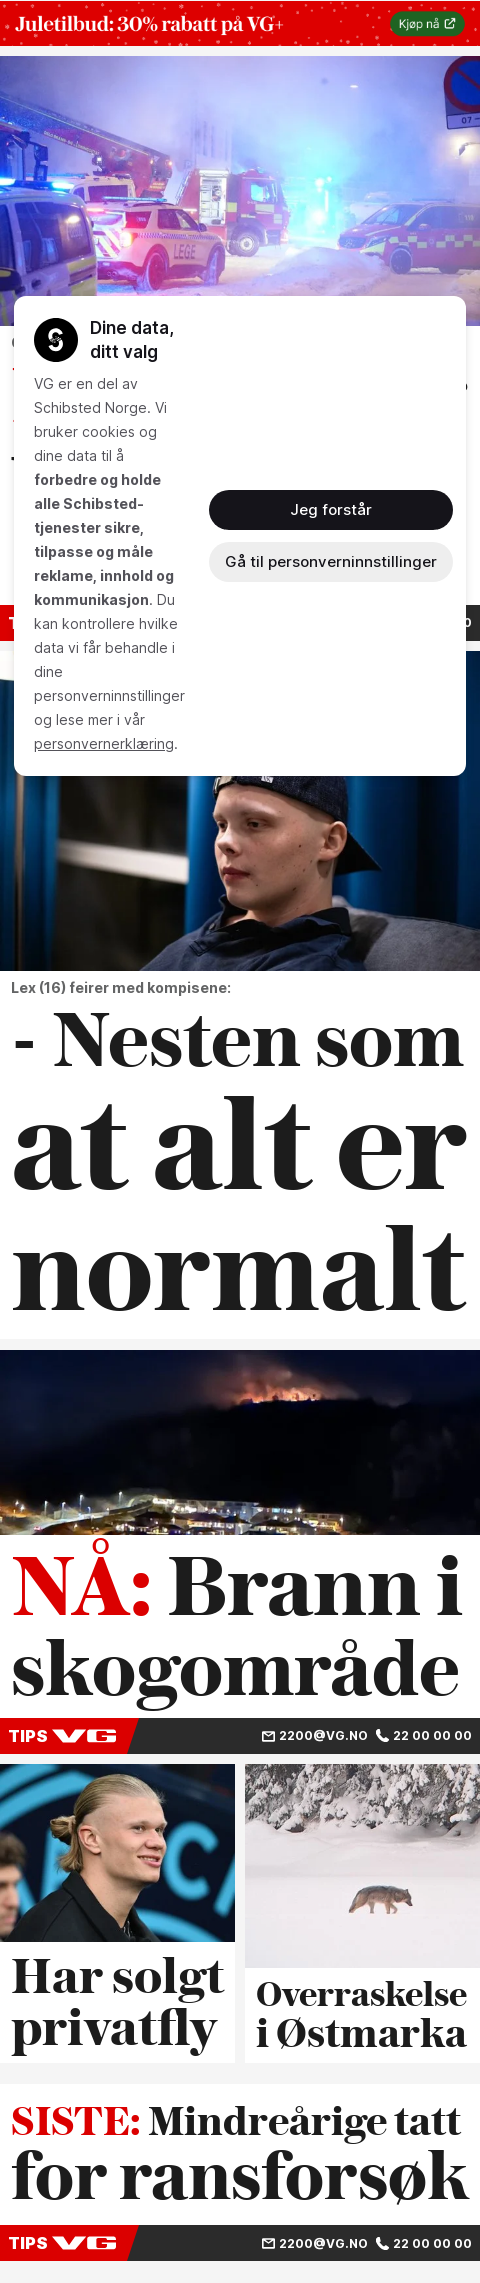 Juletilbud: 30% rabatt på VG+
Kjøp nå
LEGE
07
Dine data,
ditt valg
VG er en del av
Schibsted Norge. Vi
bruker cookies og
dine data til å
forbedre og holde
alle Schibsted-
tjenester sikre,
tilpasse og måle
reklame, innhold og
kommunikasjon. Du
kan kontrollere hvilke
data vi får behandle i
dine
personverninnstillinger
og lese mer i vår
personvernerklæring.
Jeg forstår
Gå til personverninnstillinger
Lex (16) feirer med kompisene:
- Nesten som
at alt er
normalt
NÅ: Brann i
skogområde
TIPS VG 2200@VG.NO 22 00 00 00
Har solgt
privatfly
Overraskelse
i Østmarka
SISTE: Mindreårige tatt
for ransforsøk
TIPS VG 2200@VG.NO 22 00 00 00